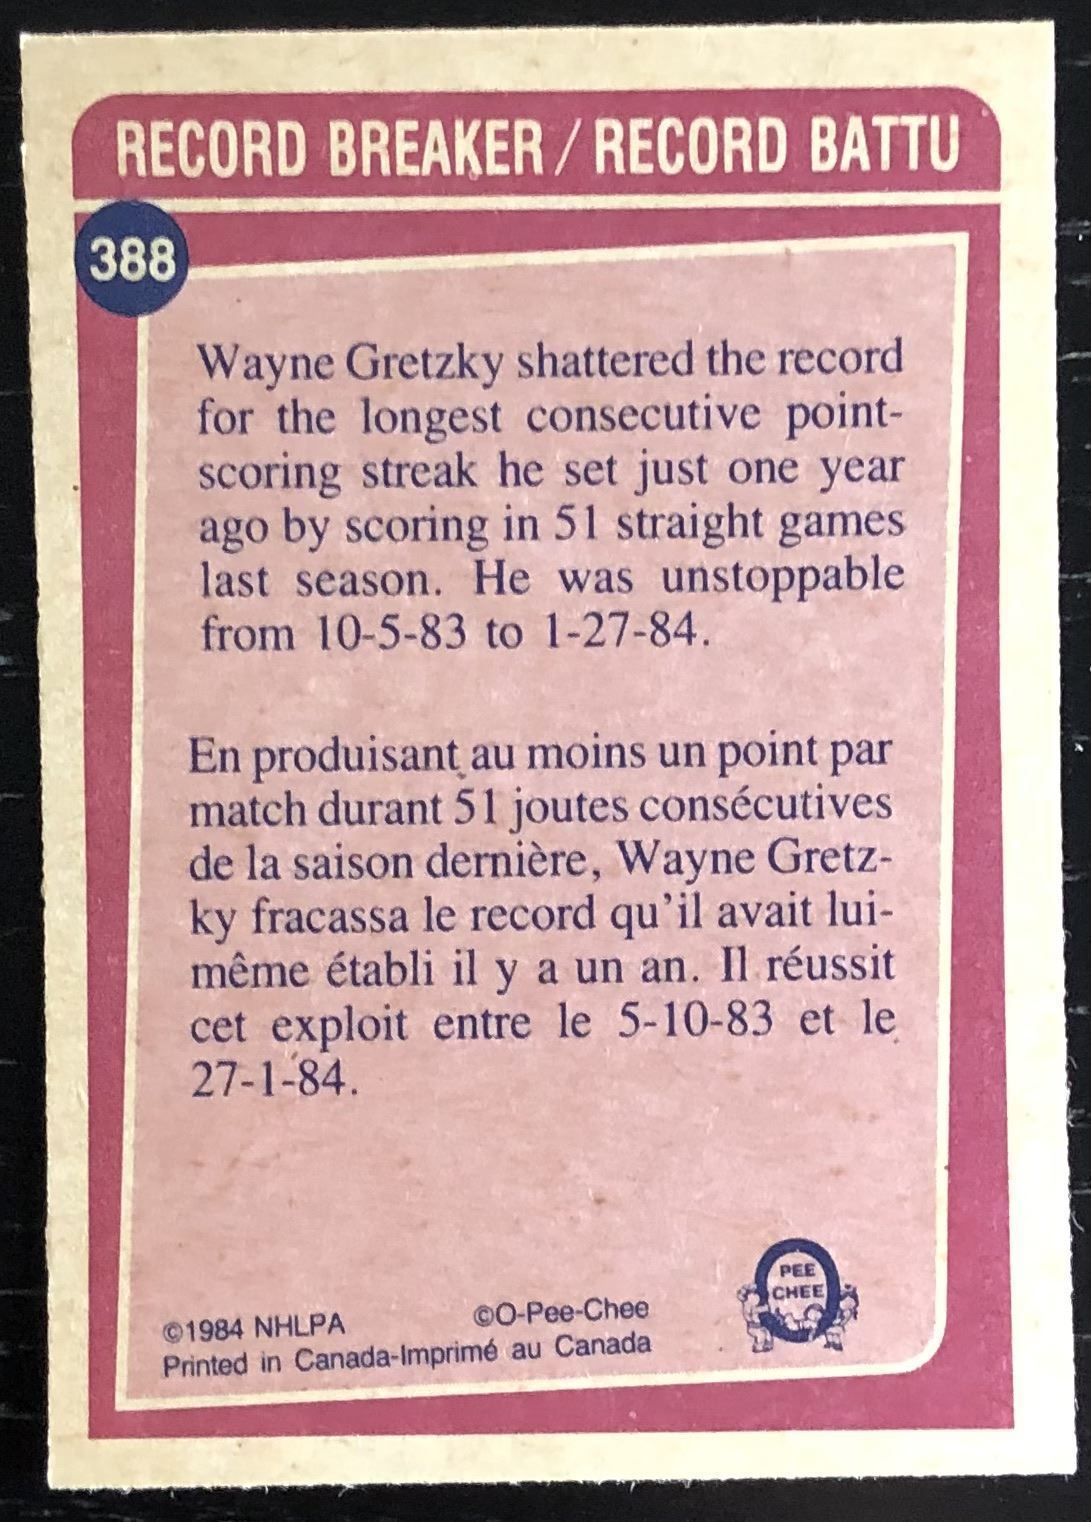 RECORD BREAKER / RECORD BATTU
388
Wayne Gretzky shattered the record
for the longest consecutive point-
scoring streak he set just one year
ago by scoring in 51 straight games
last season. He was unstoppable
from 10-5-83 to 1-27-84.
En produisant au moins un point par
match durant 51 joutes consécutives
de la saison dernière, Wayne Gretz-
ky fracassa le record qu'il avait lui-
même établi il y a un an. Il réussit
cet exploit entre le 5-10-83 et le
27-1-84.
©1984 NHLPA ©O-Pee-Chee
Printed in Canada-Imprimé au Canada
PEE
CHEE